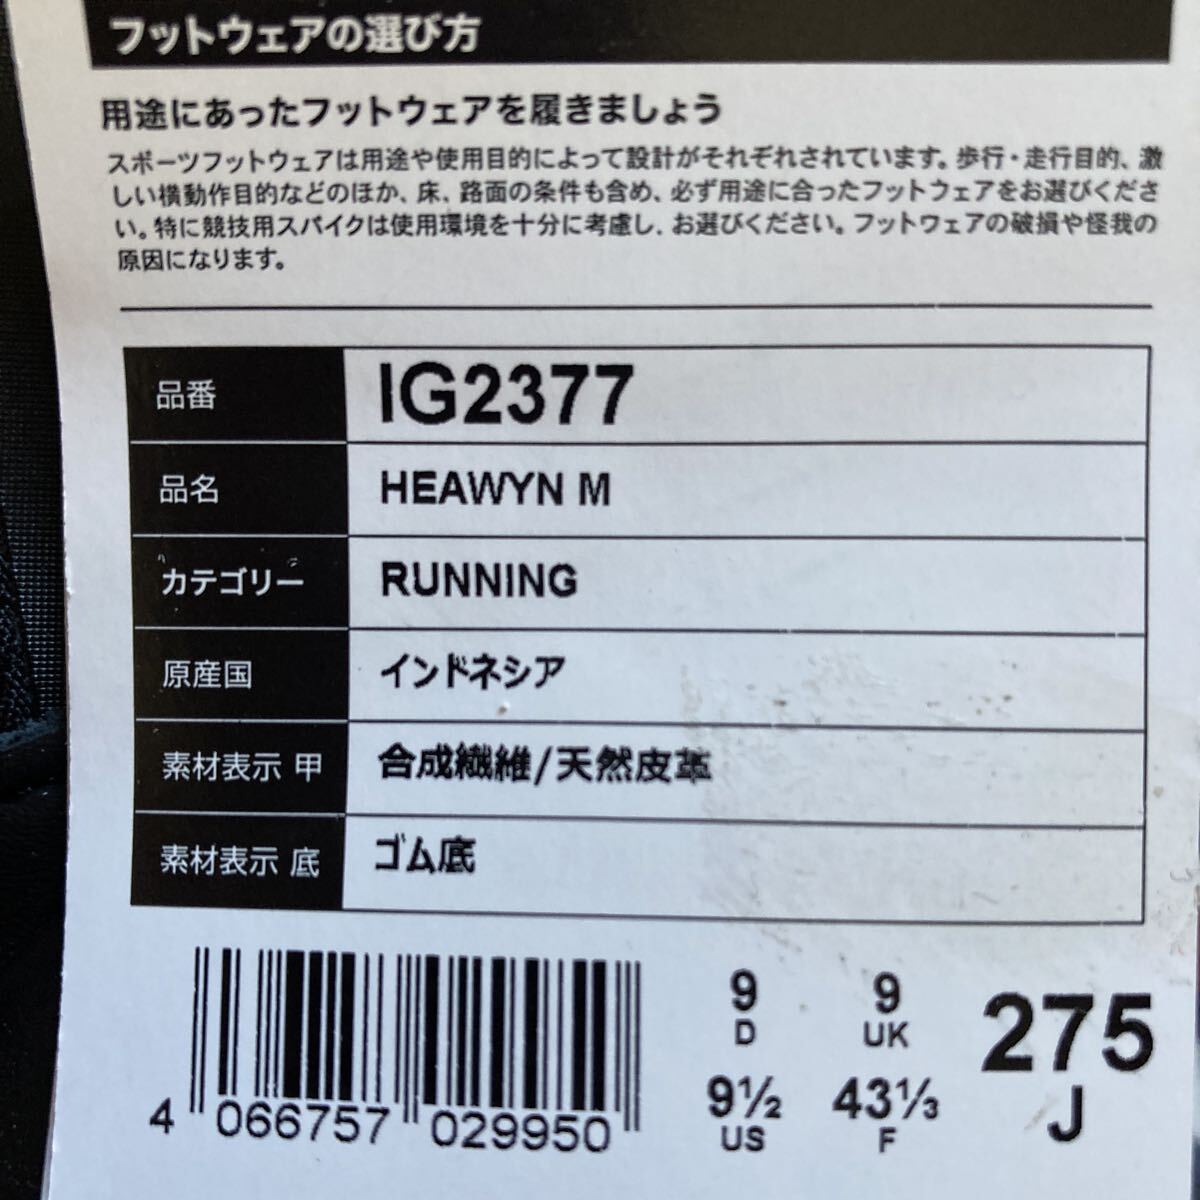 フットウェアの選び方
用途にあったフットウェアを履きましょう
スポーツフットウェアは用途や使用目的によって設計がそれぞれされています。歩行・走行目的、激
しい横動作目的などのほか、床、路面の条件も含め、必ず用途に合ったフットウェアをお選びくださ
い。特に競技用スパイクは使用環境を十分に考慮し、お選びください。フットウェアの破損や怪我の
原因になります。
品番 IG2377
品名 HEAWYN M
カテゴリー RUNNING
原産国 インドネシア
素材表示 甲 合成繊維/天然皮革
素材表示 底 ゴム底
4 066757 029950
9 D
9 UK
9½ US
43⅓ F
275 J